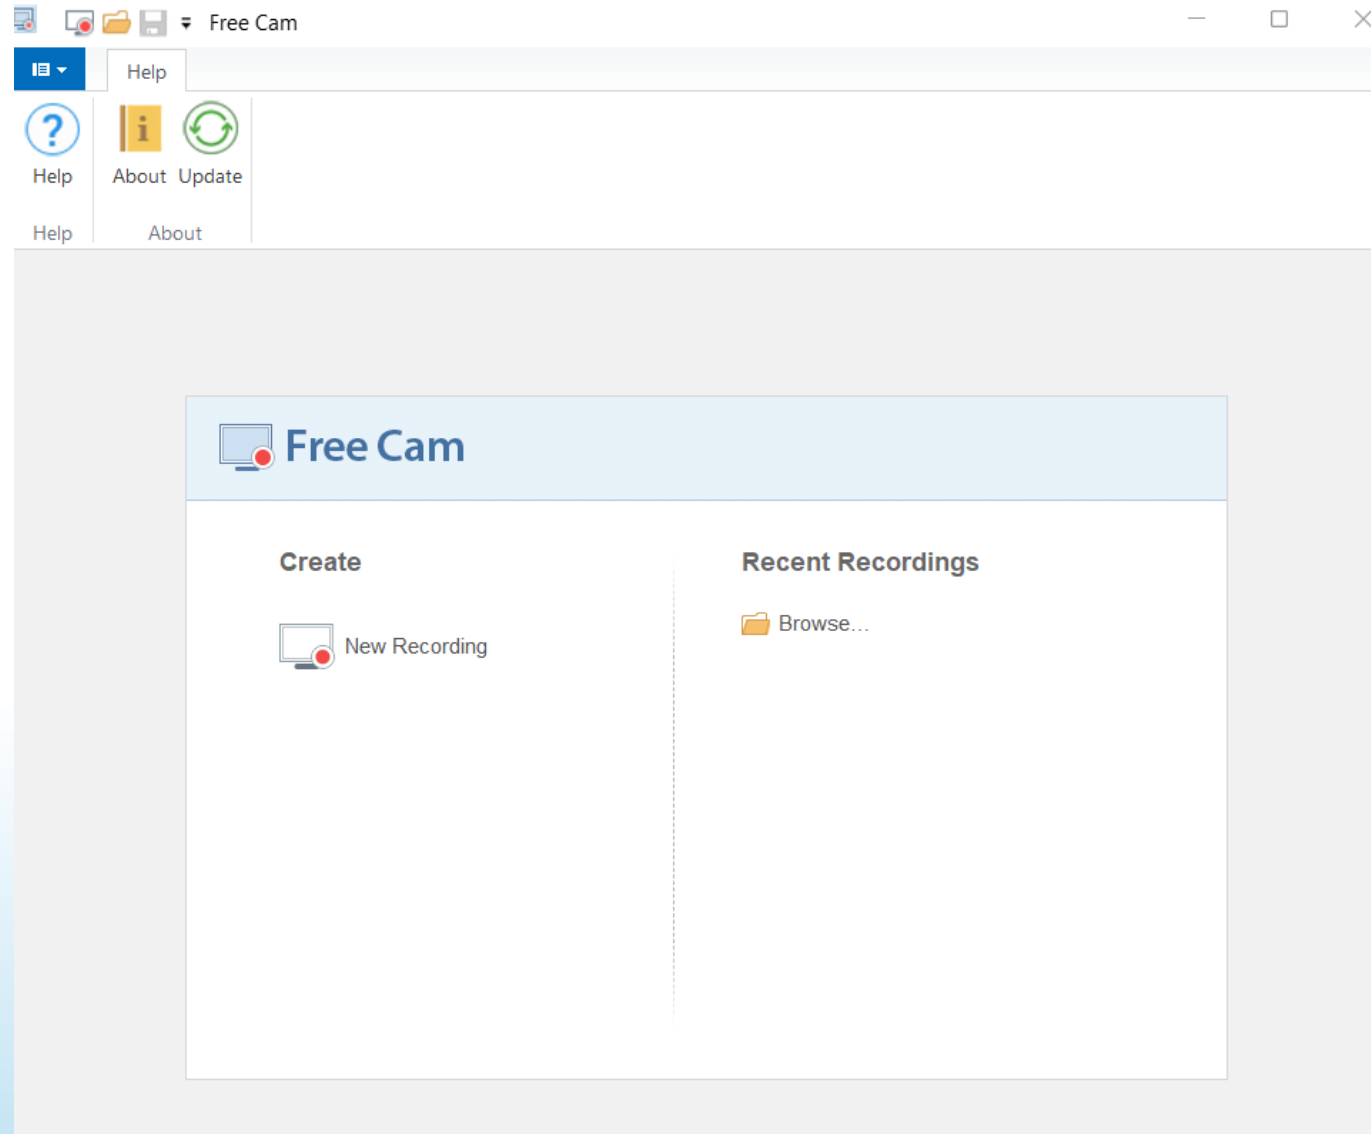 Free Cam
Help
Help
About
Update
Help
About
Free Cam
Create
New Recording
Recent Recordings
Browse...